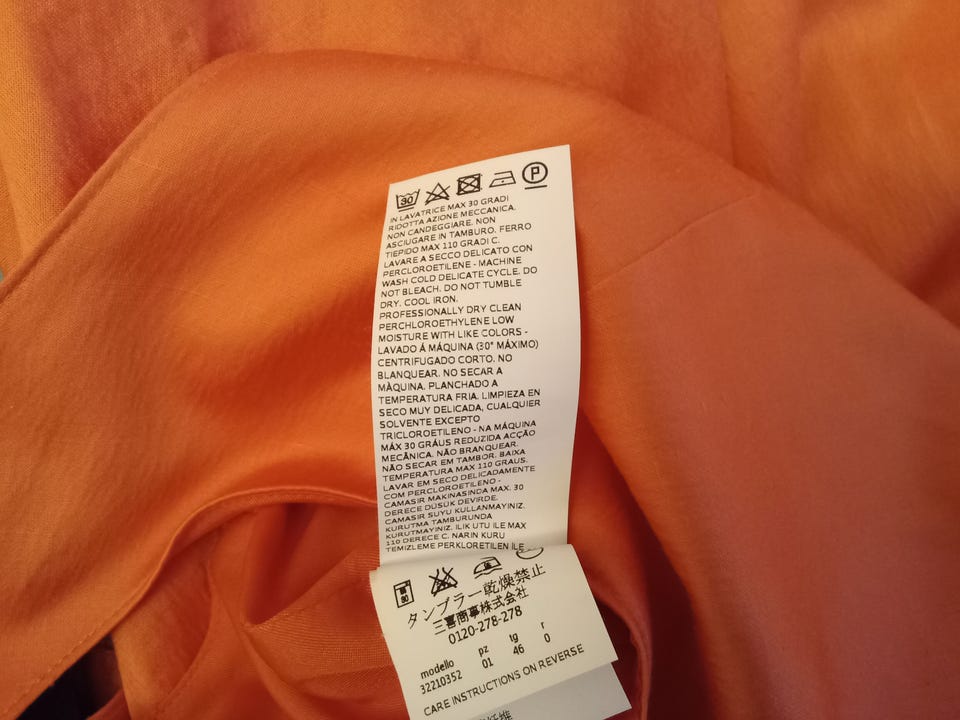 30 P
IN LAVATRICE MAX 30 GRADI
RIDOTTA AZIONE MECCANICA.
NON CANDEGGIARE. NON
ASCIUGARE IN TAMBURO. FERRO
TIEPIDO MAX 110 GRADI C.
LAVARE A SECCO DELICATO CON
PERCLOROETILENE - MACHINE
WASH COLD DELICATE CYCLE. DO
NOT BLEACH. DO NOT TUMBLE
DRY. COOL IRON.
PROFESSIONALLY DRY CLEAN
PERCHLOROETHYLENE LOW
MOISTURE WITH LIKE COLORS -
LAVADO Á MÁQUINA (30° MÁXIMO)
CENTRIFUGADO CORTO. NO
BLANQUEAR. NO SECAR A
MÀQUINA. PLANCHADO A
TEMPERATURA FRIA. LIMPIEZA EN
SECO MUY DELICADA, CUALQUIER
SOLVENTE EXCEPTO
TRICLOROETILENO - NA MÁQUINA
MÁX 30 GRÁUS REDUZIDA ACÇÃO
MECÂNICA. NÃO BRANQUEAR.
NÃO SECAR EM TAMBOR. BAIXA
TEMPERATURA MAX 110 GRAUS.
LAVAR EM SECO DELICADAMENTE
COM PERCLOROETILENO -
CAMASIR MAKINASINDA MAX. 30
DERECE DÜSÜK DEVIRDE.
CAMASIR SUYU KULLANMAYINIZ.
KURUTMA TAMBURUNDA
KURUTMAYINIZ. ILIK UTU ILE MAX
110 DERECE C. NARIN KURU
TEMIZLEME PERKLORETILEN ILE
タンブラー乾燥禁止
三喜商事株式会社
0120-278-278
modello pz tg r
32210352 01 46 0
CARE INSTRUCTIONS ON REVERSE